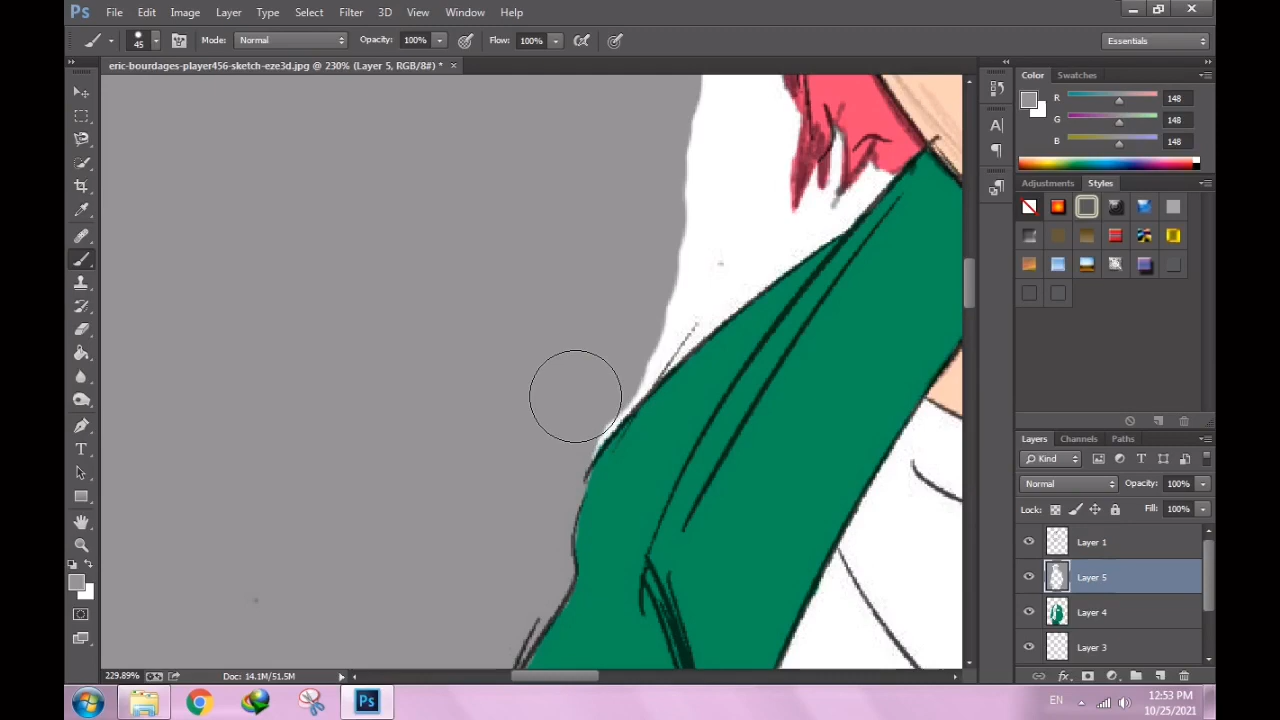 Ps File Edit Image Layer Type Select Filter 3D View Window Help
45 Mode: Normal Opacity: 100% Flow: 100% Essentials
eric-bourdages-player456-sketch-eze3d.jpg @ 230% (Layer 5, RGB/8#) *
Color Swatches
R 148
G 148
B 148
Adjustments Styles
Layers Channels Paths
Kind
Normal Opacity: 100%
Lock: Fill: 100%
Layer 1
Layer 5
Layer 4
Layer 3
229.89% Doc: 14.1M/51.5M
EN 12:53 PM
10/25/2021